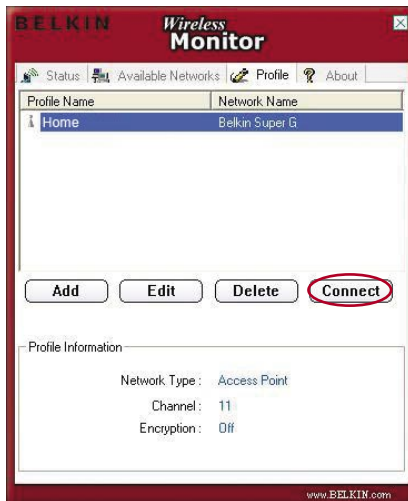 BELKIN Wireless Monitor
Status Available Networks Profile About
Profile Name Network Name
Home Belkin Super G
Add Edit Delete Connect
Profile Information
Network Type : Access Point
Channel : 11
Encryption : Off
www.BELKIN.com